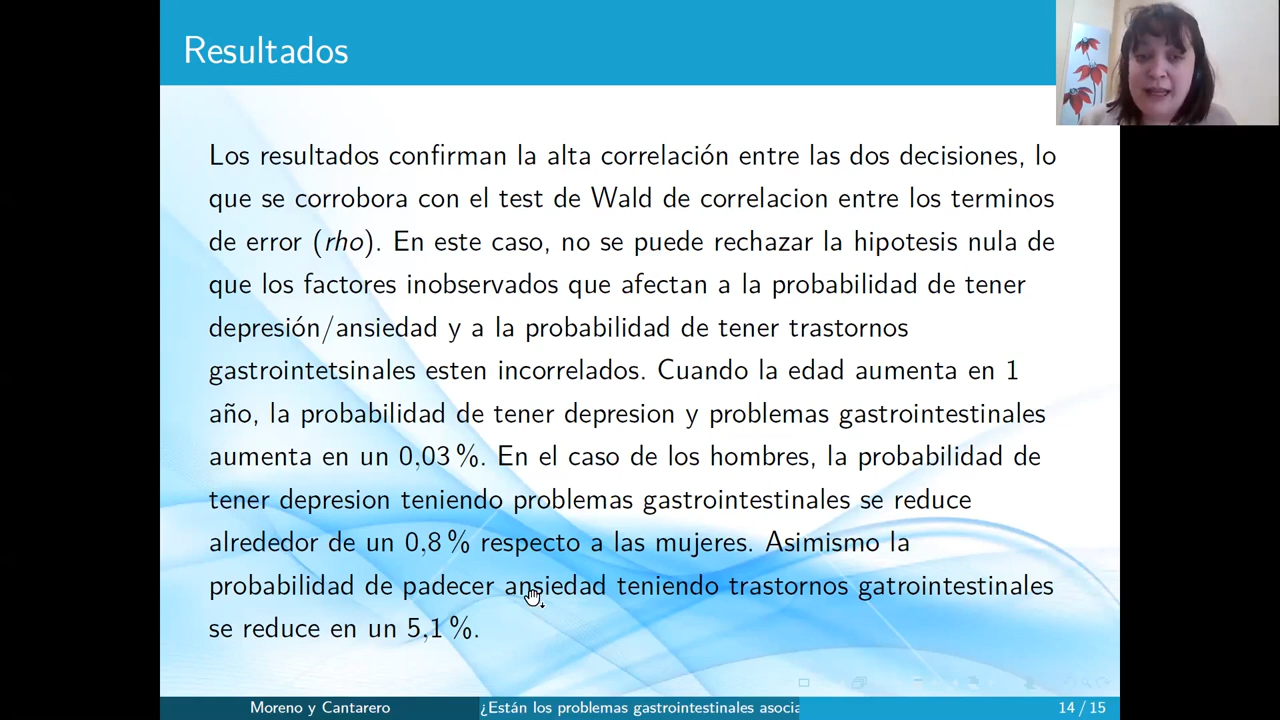 Resultados
Los resultados confirman la alta correlación entre las dos decisiones, lo
que se corrobora con el test de Wald de correlacion entre los terminos
de error (rho). En este caso, no se puede rechazar la hipotesis nula de
que los factores inobservados que afectan a la probabilidad de tener
depresión/ansiedad y a la probabilidad de tener trastornos
gastrointetsinales esten incorrelados. Cuando la edad aumenta en 1
año, la probabilidad de tener depresion y problemas gastrointestinales
aumenta en un 0,03 %. En el caso de los hombres, la probabilidad de
tener depresion teniendo problemas gastrointestinales se reduce
alrededor de un 0,8 % respecto a las mujeres. Asimismo la
probabilidad de padecer ansiedad teniendo trastornos gatrointestinales
se reduce en un 5,1 %.
Moreno y Cantarero
¿Están los problemas gastrointestinales asocia
14 / 15